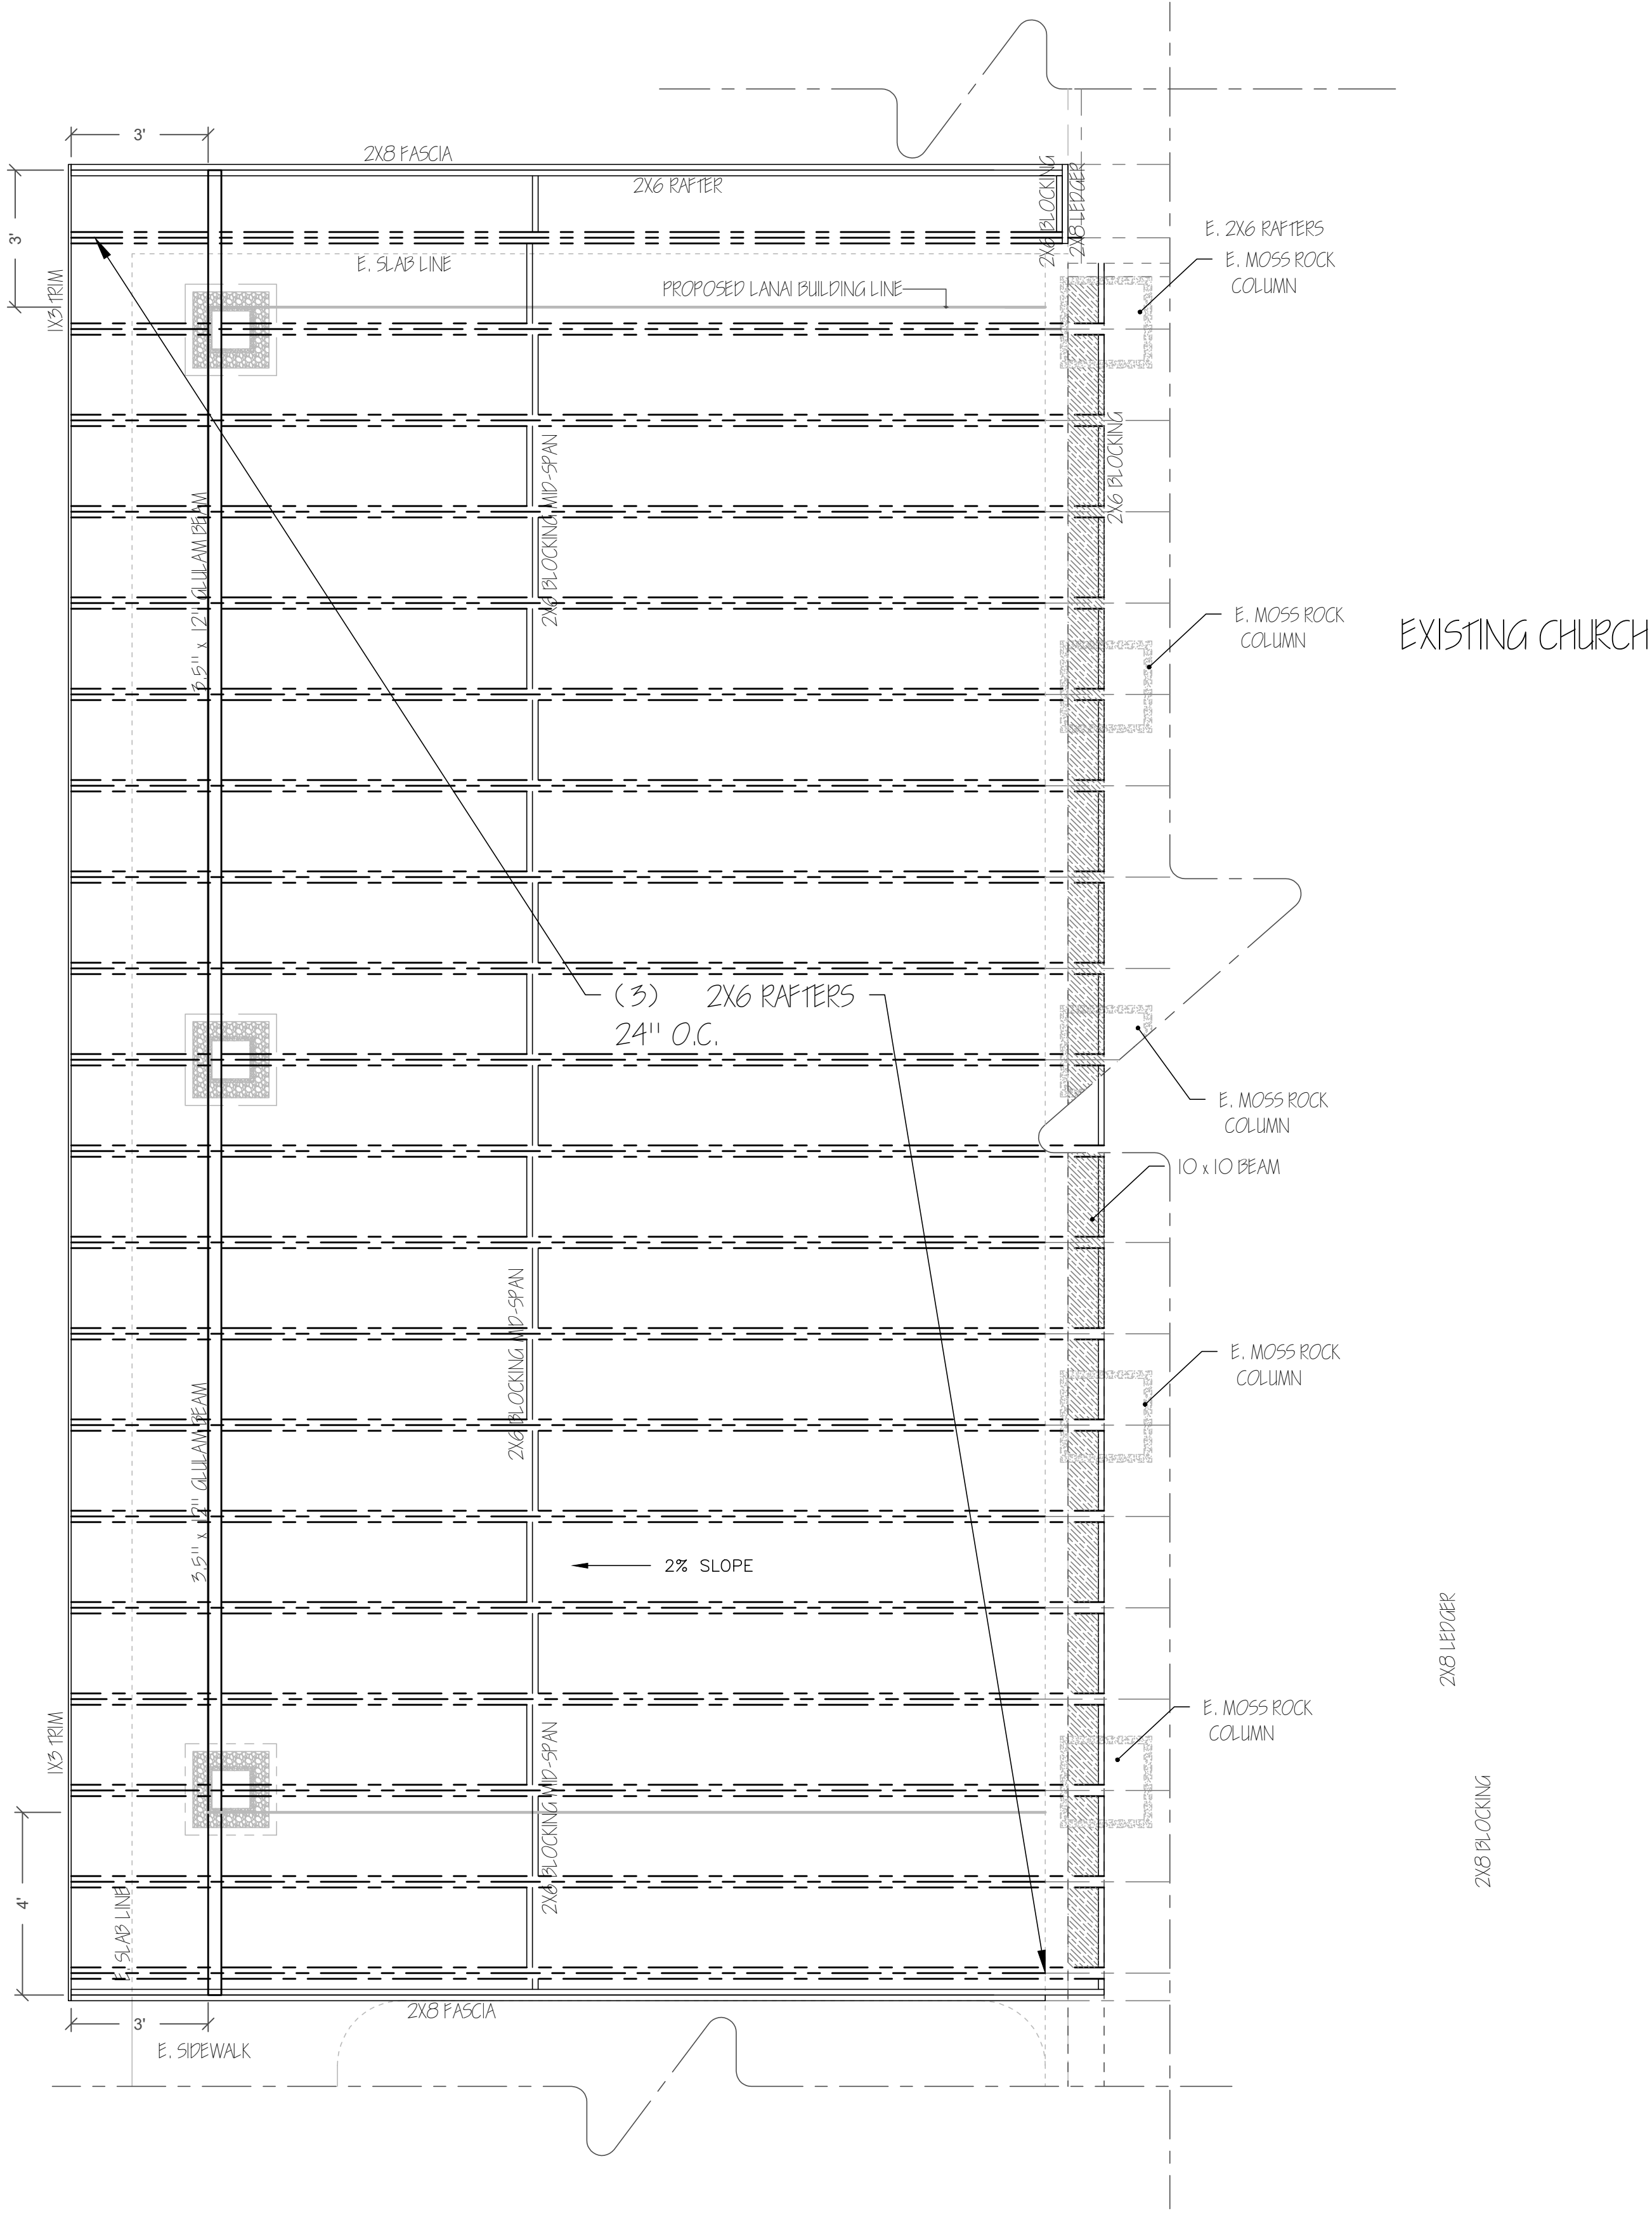 3'
2X8 FASCIA
2X6 RAFTER
2X6 BLOCKING
2X8 LEDGER
3'
E. 2X6 RAFTERS
E. MOSS ROCK
COLUMN
E. SLAB LINE
PROPOSED LANAI BUILDING LINE
1X3 TRIM
3.5" x 12" GLULAM BEAM
2X6 BLOCKING MID-SPAN
2X6 BLOCKING
E. MOSS ROCK
COLUMN
EXISTING CHURCH
(3) 2X6 RAFTERS
24" O.C.
E. MOSS ROCK
COLUMN
10 x 10 BEAM
2X6 BLOCKING MID-SPAN
E. MOSS ROCK
COLUMN
3.5" x 12" GLULAM BEAM
2% SLOPE
2X8 LEDGER
E. MOSS ROCK
COLUMN
1X3 TRIM
2X6 BLOCKING MID-SPAN
2X8 BLOCKING
4'
E. SLAB LINE
2X8 FASCIA
3'
E. SIDEWALK